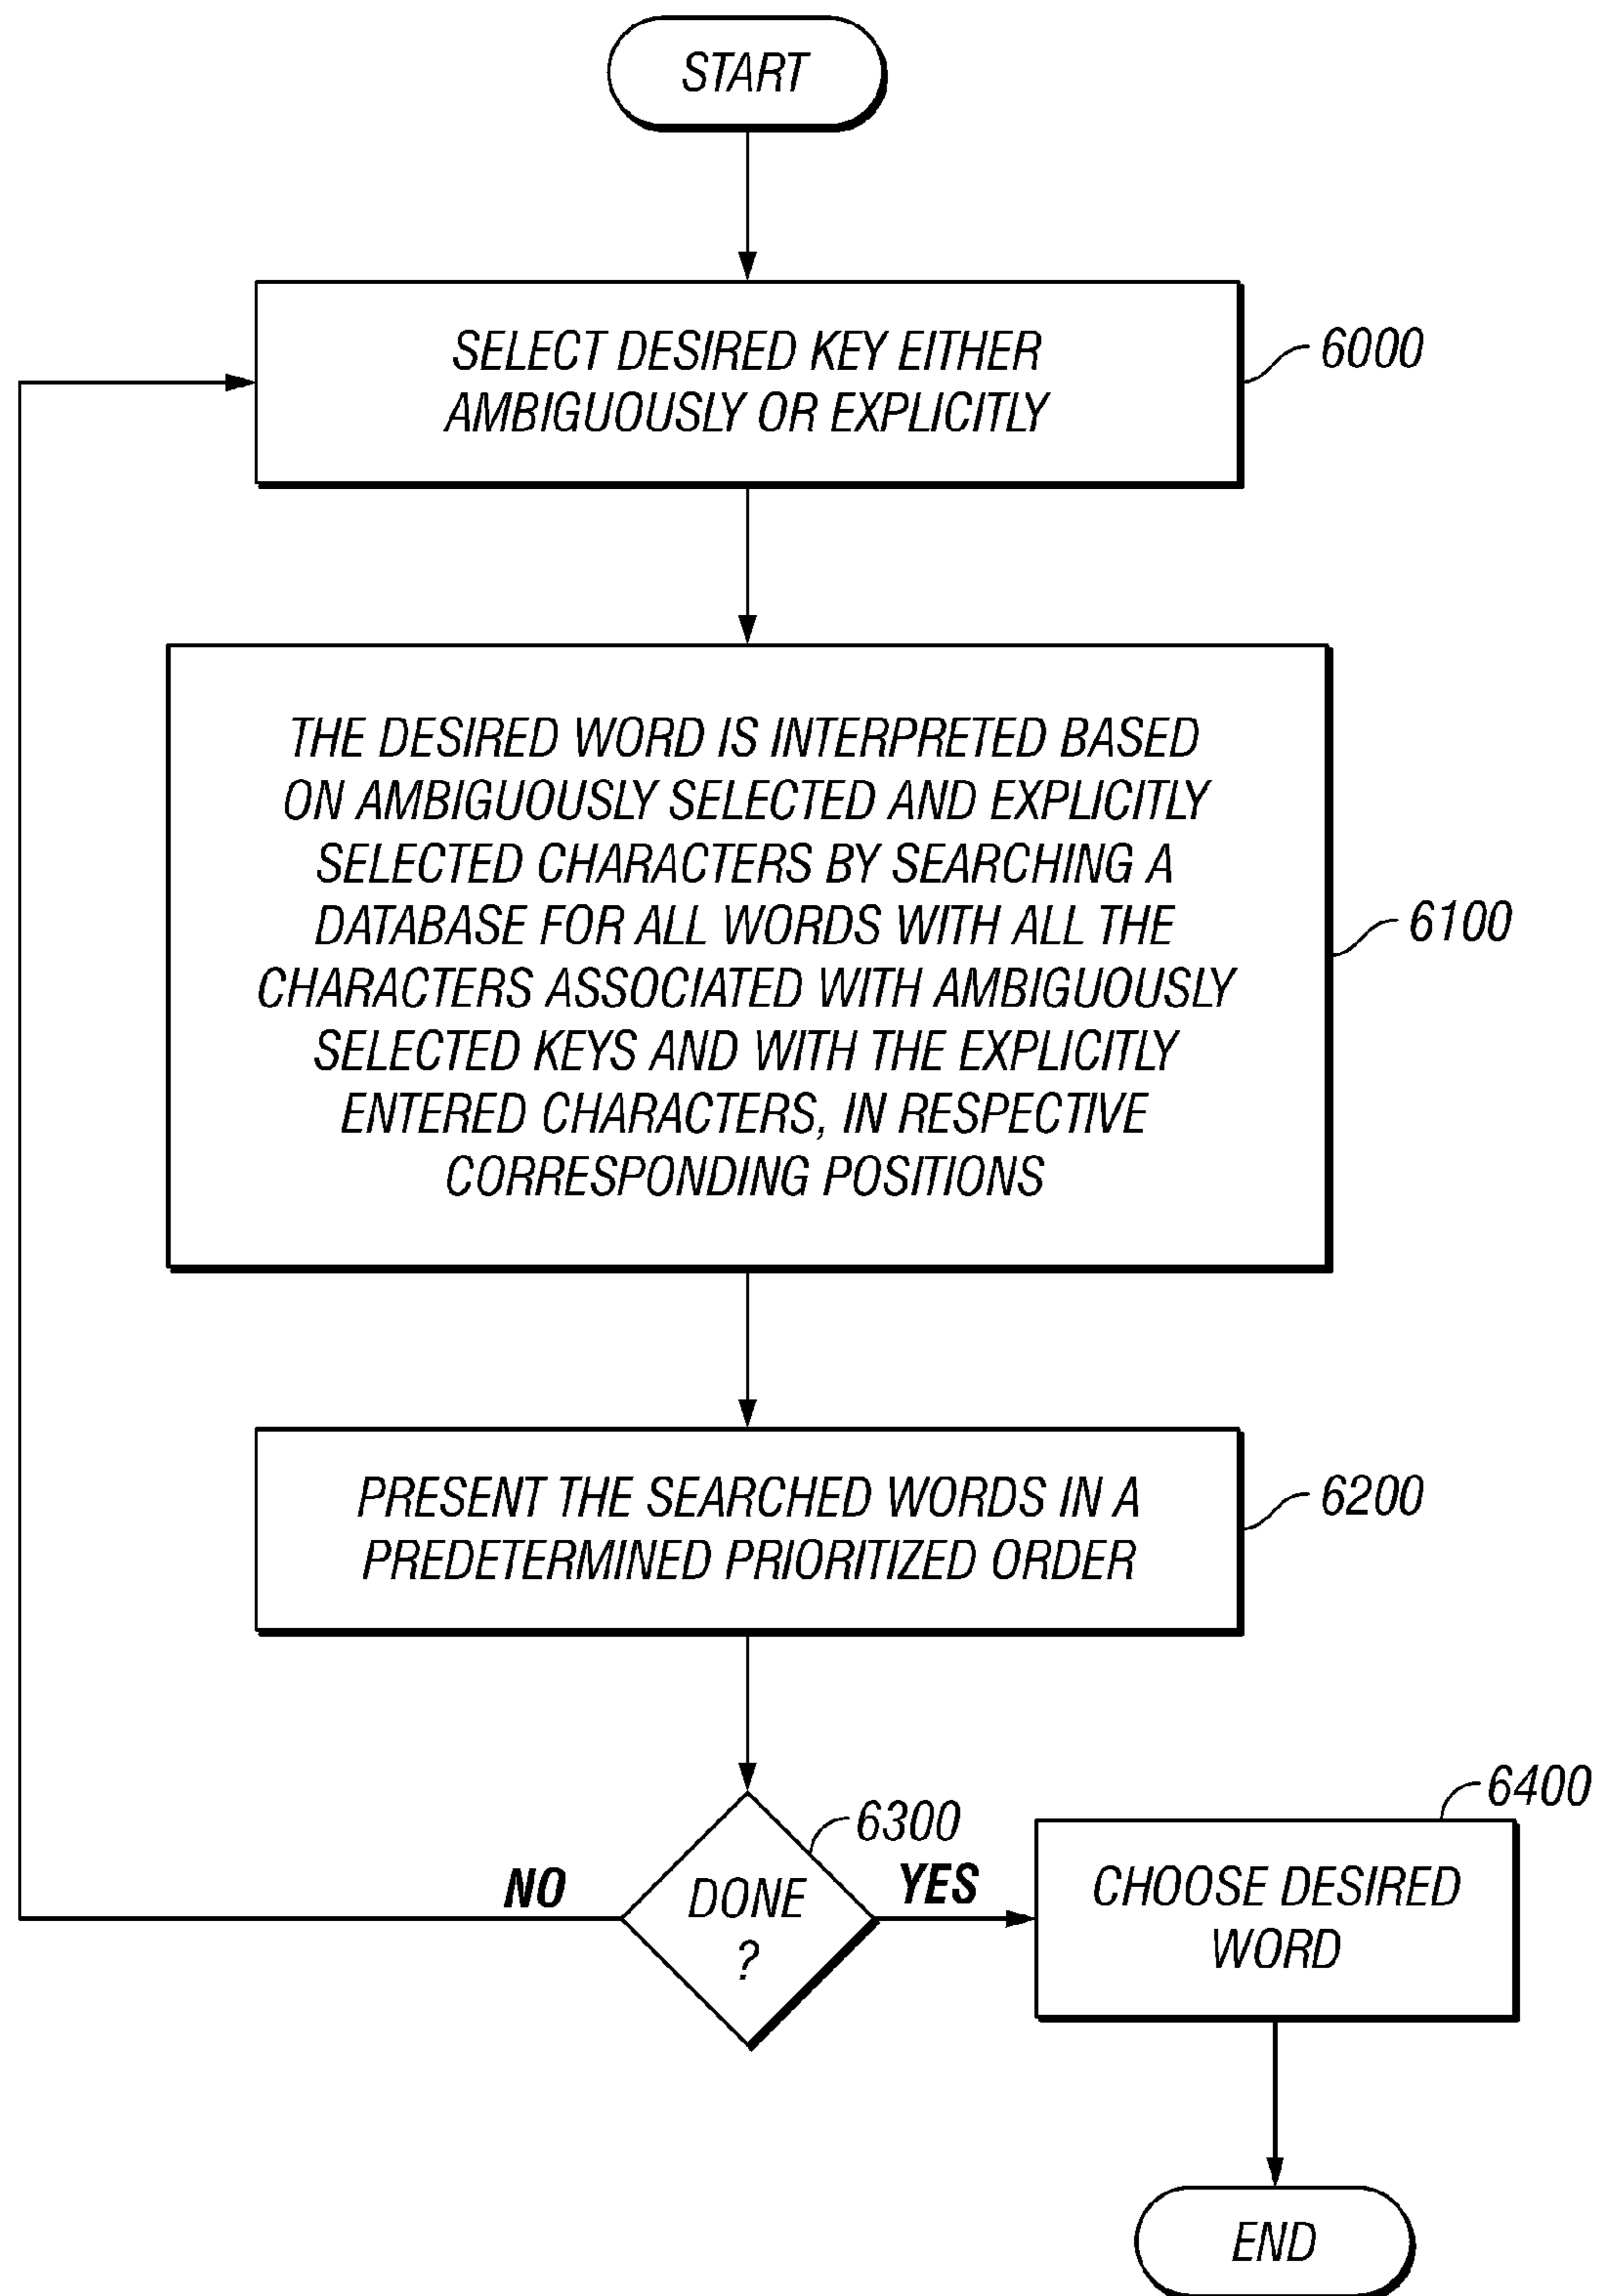 START
SELECT DESIRED KEY EITHER
AMBIGUOUSLY OR EXPLICITLY
6000
THE DESIRED WORD IS INTERPRETED BASED
ON AMBIGUOUSLY SELECTED AND EXPLICITLY
SELECTED CHARACTERS BY SEARCHING A
DATABASE FOR ALL WORDS WITH ALL THE
CHARACTERS ASSOCIATED WITH AMBIGUOUSLY
SELECTED KEYS AND WITH THE EXPLICITLY
ENTERED CHARACTERS, IN RESPECTIVE
CORRESPONDING POSITIONS
6100
PRESENT THE SEARCHED WORDS IN A
PREDETERMINED PRIORITIZED ORDER
6200
6300
DONE
?
NO
YES
6400
CHOOSE DESIRED
WORD
END